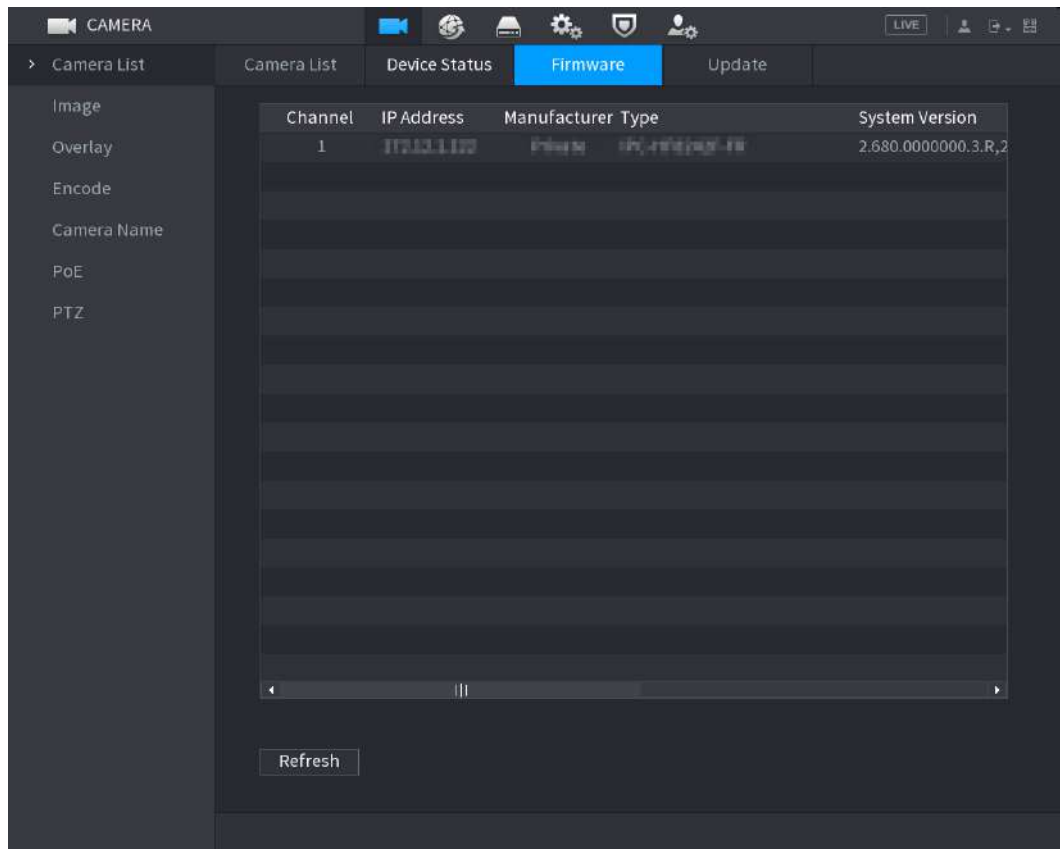 CAMERA
LIVE
Camera List
Camera List Device Status Firmware Update
Image
Overlay
Encode
Camera Name
PoE
PTZ
Channel IP Address Manufacturer Type System Version
1 2.680.0000000.3.R,2
Refresh